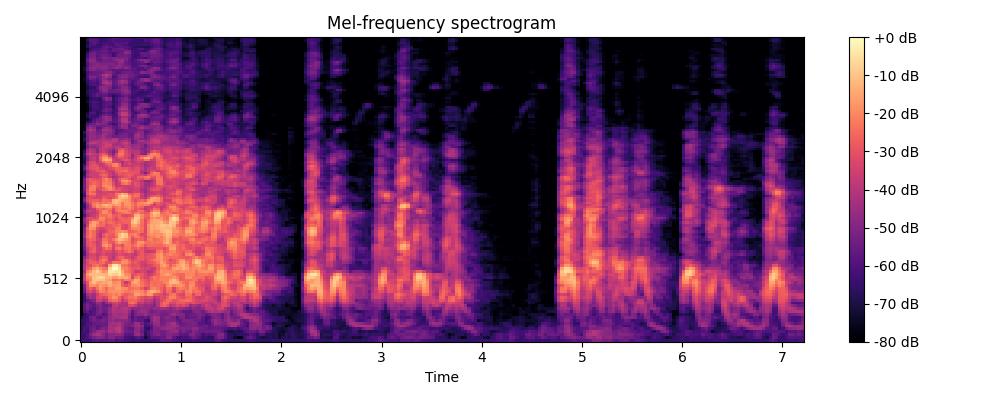 Mel-frequency spectrogram
+0 dB
-10 dB
-20 dB
-30 dB
-40 dB
-50 dB
-60 dB
-70 dB
-80 dB
4096
2048
1024
512
0
Hz
0 1 2 3 4 5 6 7
Time